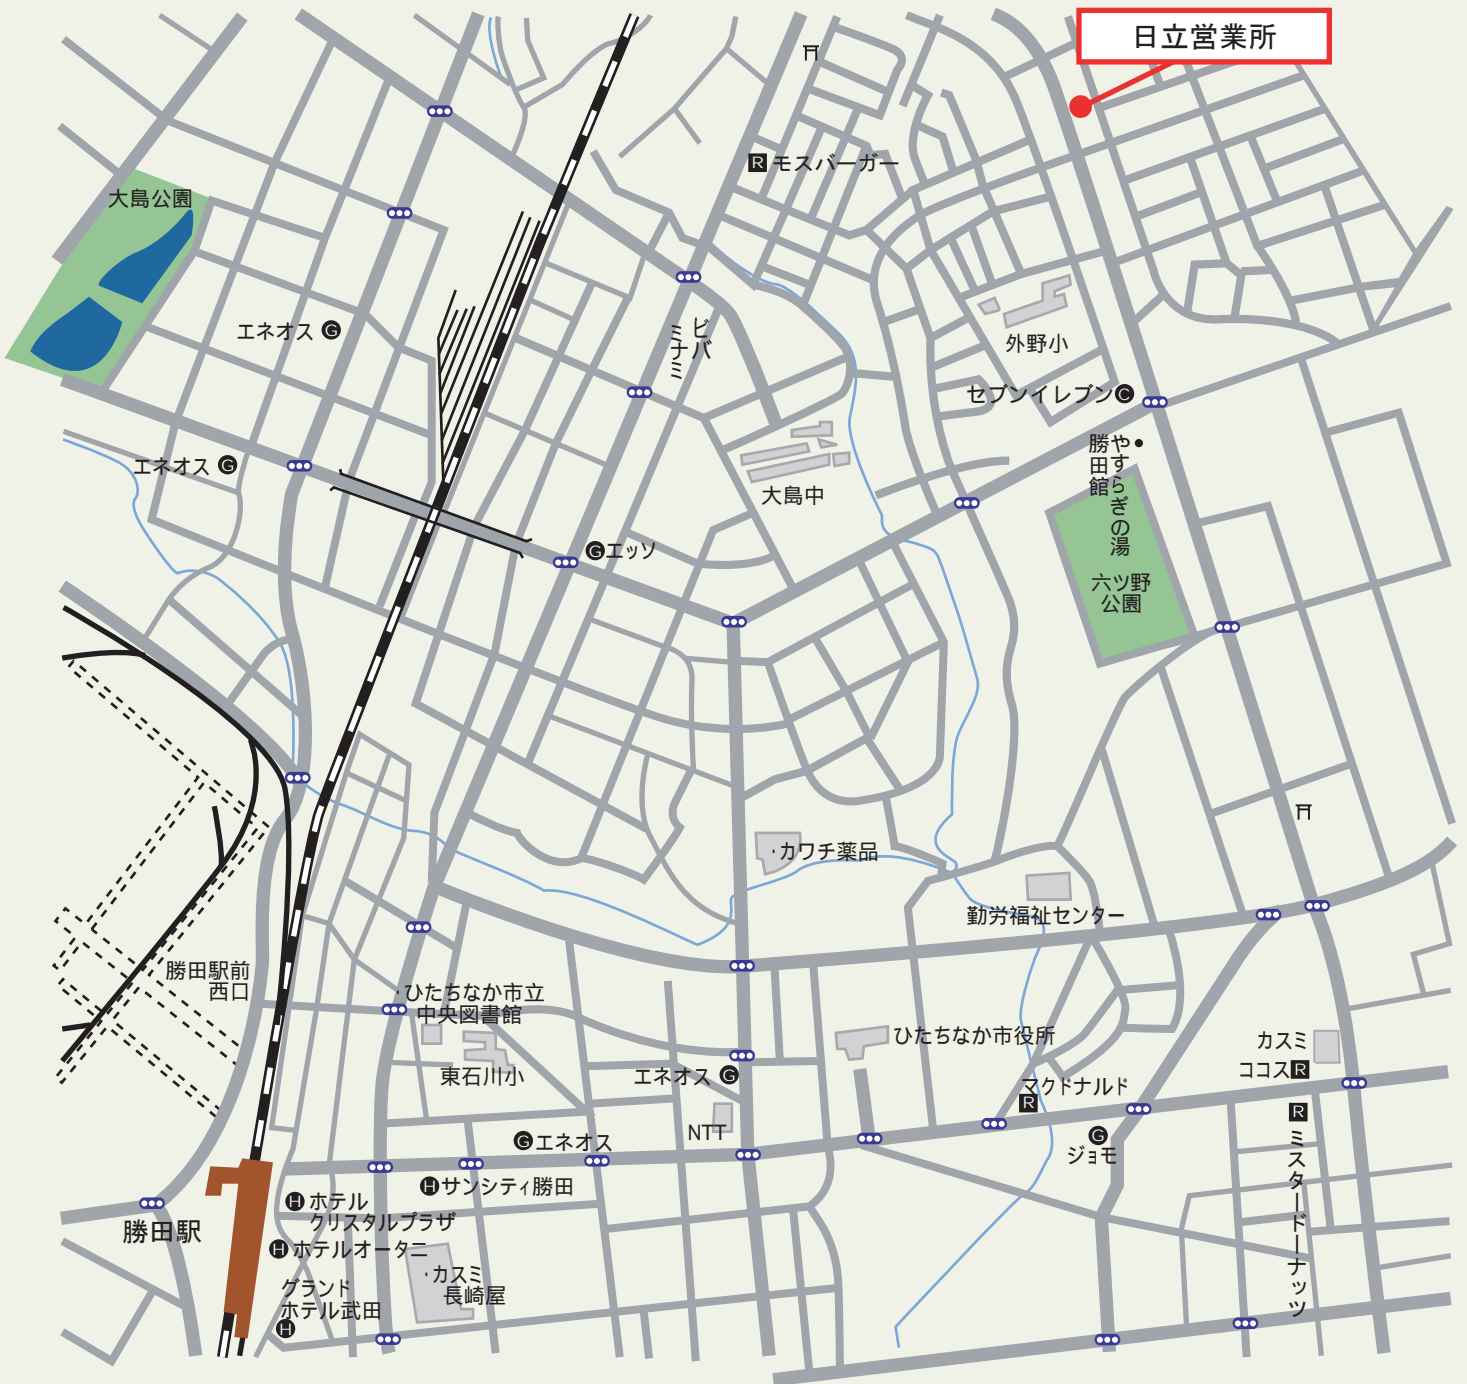 日立営業所
R モスバーガー
大島公園
エネオス G
ビバ
ミナミ
外野小
セブンイレブン C
エネオス G
やすらぎの湯
勝田館
大島中
G エッソ
六ツ野
公園
カワチ薬品
勤労福祉センター
勝田駅前
西口
ひたちなか市立
中央図書館
ひたちなか市役所
カスミ
ココス R
東石川小
エネオス G
マクドナルド
R
R
ミスタードーナッツ
NTT
G エネオス
G
ジョモ
H サンシティ勝田
H ホテル
クリスタルプラザ
勝田駅
H ホテルオータニ
カスミ
長崎屋
グランド
ホテル武田
H